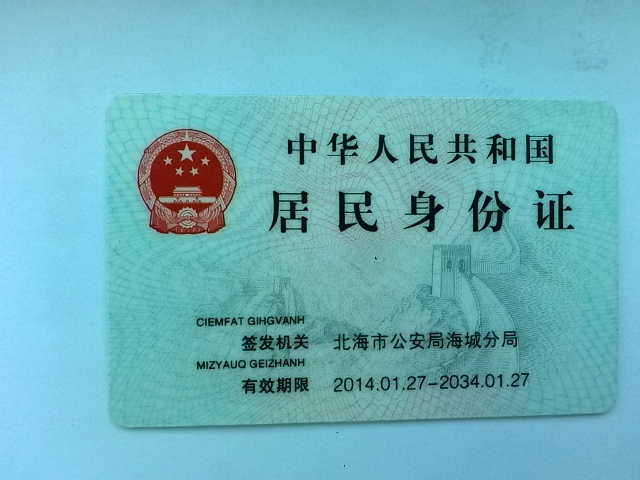 中华人民共和国
居民身份证
CIEMFAT GIHGVANH
签发机关 北海市公安局海城分局
MIZYAUQ GEIZHANH
有效期限 2014.01.27-2034.01.27